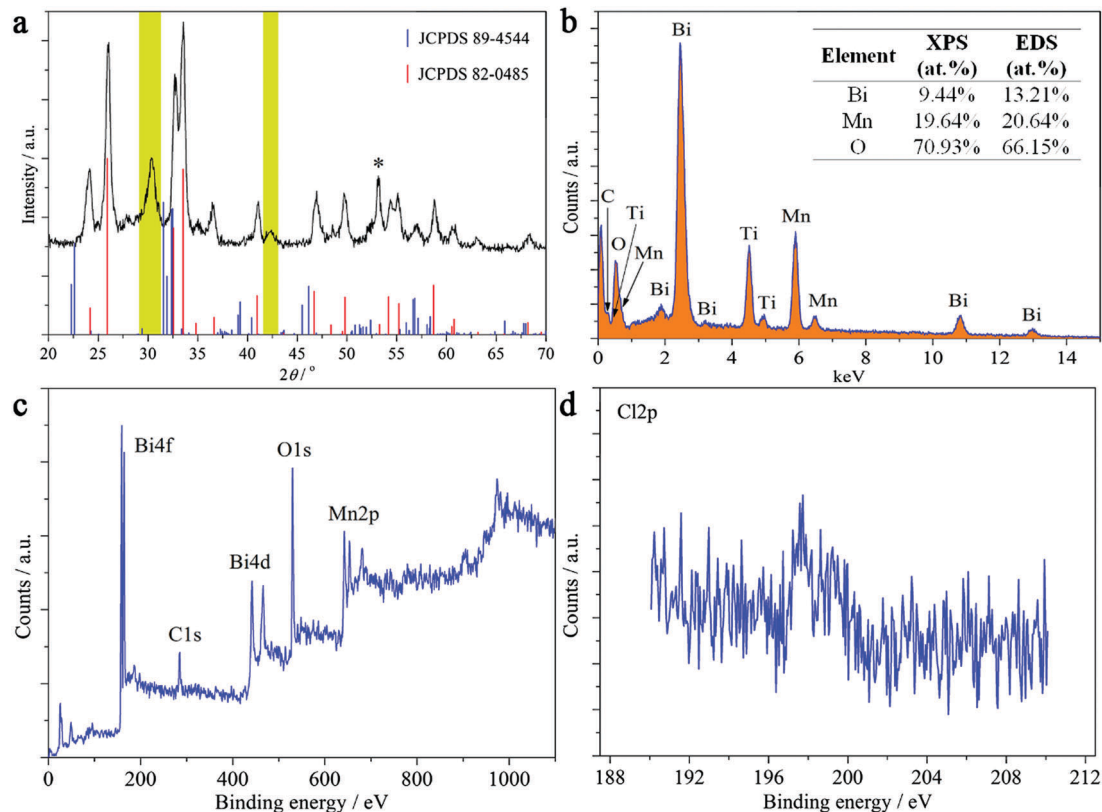 a
JCPDS 89-4544
JCPDS 82-0485
*
Intensity / a.u.
20 25 30 35 40 45 50 55 60 65 70
2θ / °
b
Element XPS (at.%) EDS (at.%)
Bi 9.44% 13.21%
Mn 19.64% 20.64%
O 70.93% 66.15%
Counts / a.u.
Bi
C
Ti
O
Mn
Bi
Bi
Ti
Ti
Mn
Mn
Bi
Bi
0 2 4 6 8 10 12 14
keV
c
Bi4f
C1s
Bi4d
O1s
Mn2p
Counts / a.u.
0 200 400 600 800 1000
Binding energy / eV
d
Cl2p
Counts / a.u.
188 192 196 200 204 208 212
Binding energy / eV